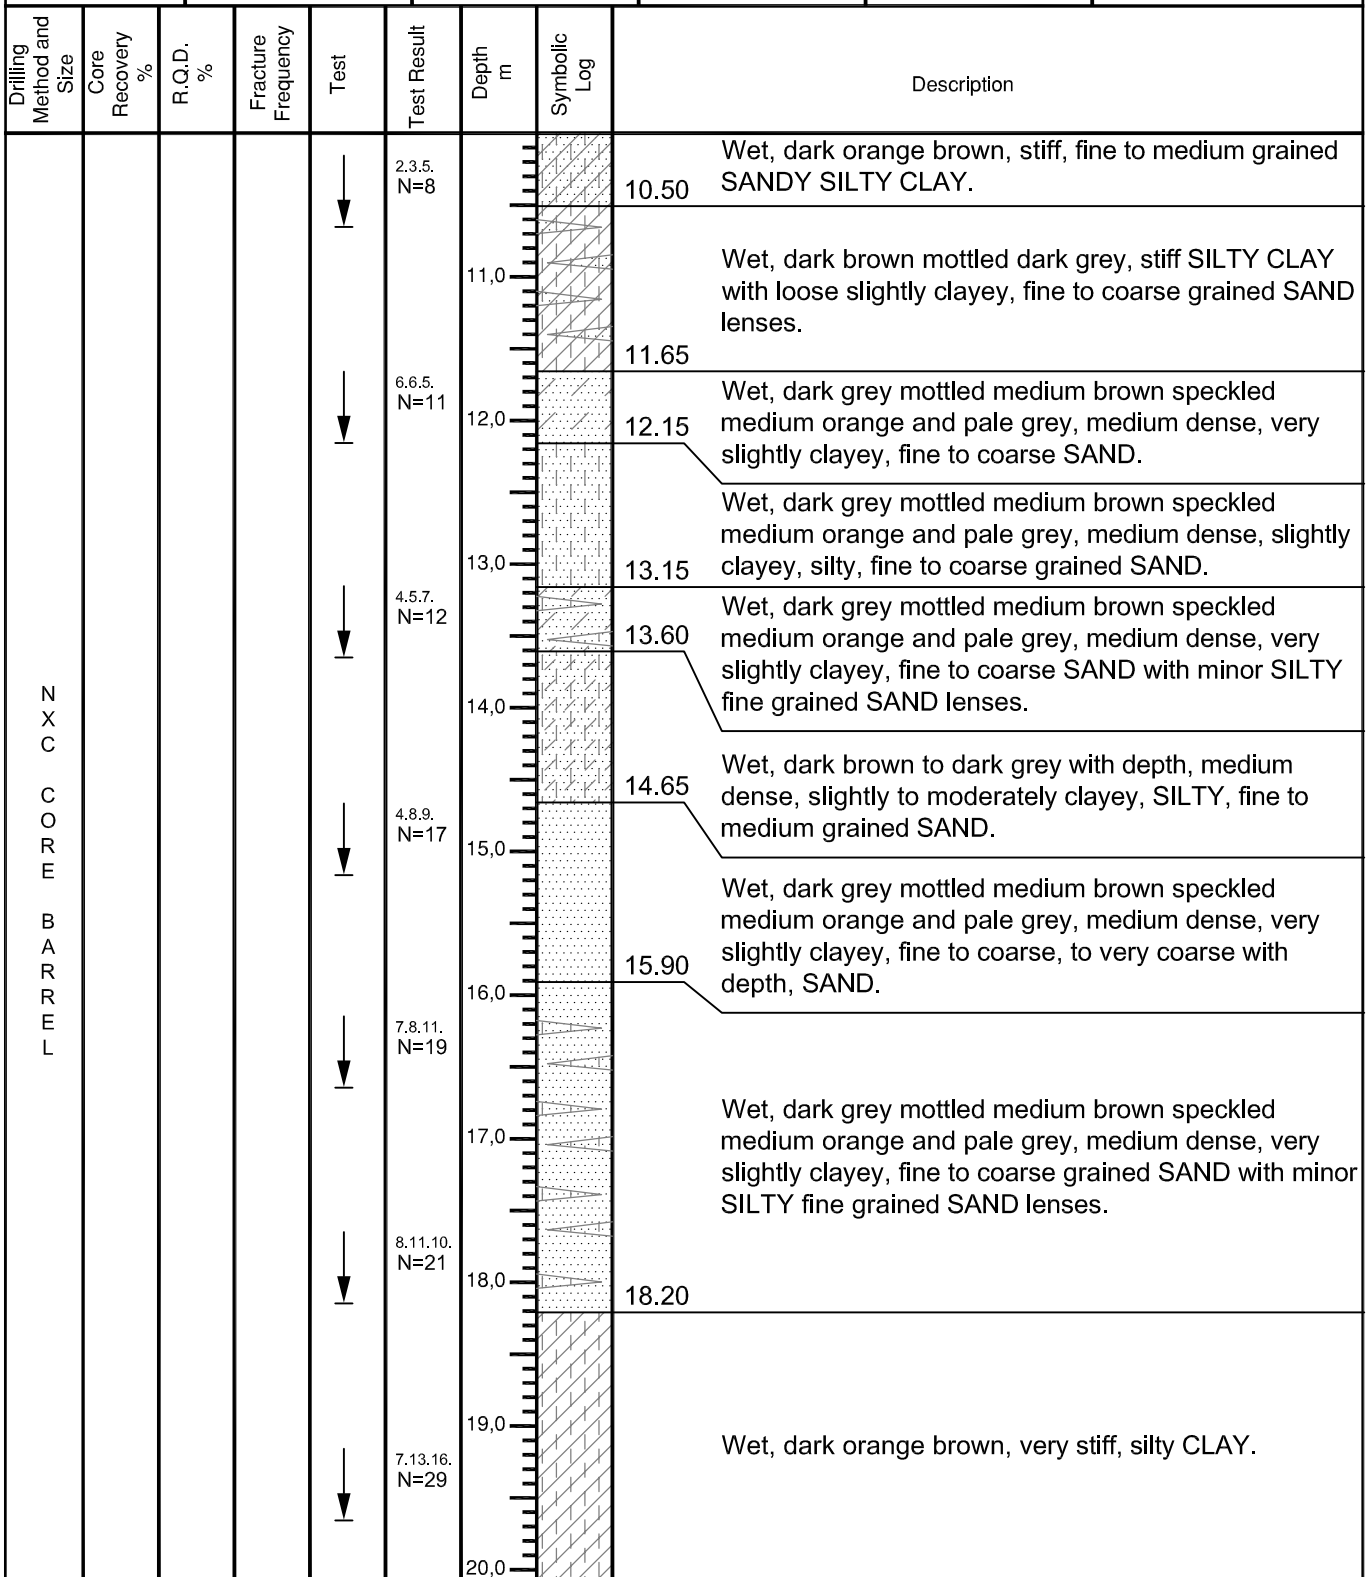 Drilling
Method and
Size
Core
Recovery
%
R.Q.D.
%
Fracture
Frequency
Test
Test Result
Depth
m
Symbolic
Log
Description
N
X
C
C
O
R
E
B
A
R
R
E
L
2.3.5.
N=8
10.50
Wet, dark orange brown, stiff, fine to medium grained
SANDY SILTY CLAY.
11,0
11.65
Wet, dark brown mottled dark grey, stiff SILTY CLAY
with loose slightly clayey, fine to coarse grained SAND
lenses.
6.6.5.
N=11
12,0
12.15
Wet, dark grey mottled medium brown speckled
medium orange and pale grey, medium dense, very
slightly clayey, fine to coarse SAND.
13,0
13.15
Wet, dark grey mottled medium brown speckled
medium orange and pale grey, medium dense, slightly
clayey, silty, fine to coarse grained SAND.
4.5.7.
N=12
13.60
Wet, dark grey mottled medium brown speckled
medium orange and pale grey, medium dense, very
slightly clayey, fine to coarse SAND with minor SILTY
fine grained SAND lenses.
14,0
14.65
Wet, dark brown to dark grey with depth, medium
dense, slightly to moderately clayey, SILTY, fine to
medium grained SAND.
4.8.9.
N=17
15,0
15.90
Wet, dark grey mottled medium brown speckled
medium orange and pale grey, medium dense, very
slightly clayey, fine to coarse, to very coarse with
depth, SAND.
16,0
7.8.11.
N=19
17,0
Wet, dark grey mottled medium brown speckled
medium orange and pale grey, medium dense, very
slightly clayey, fine to coarse grained SAND with minor
SILTY fine grained SAND lenses.
8.11.10.
N=21
18,0
18.20
19,0
Wet, dark orange brown, very stiff, silty CLAY.
7.13.16.
N=29
20,0